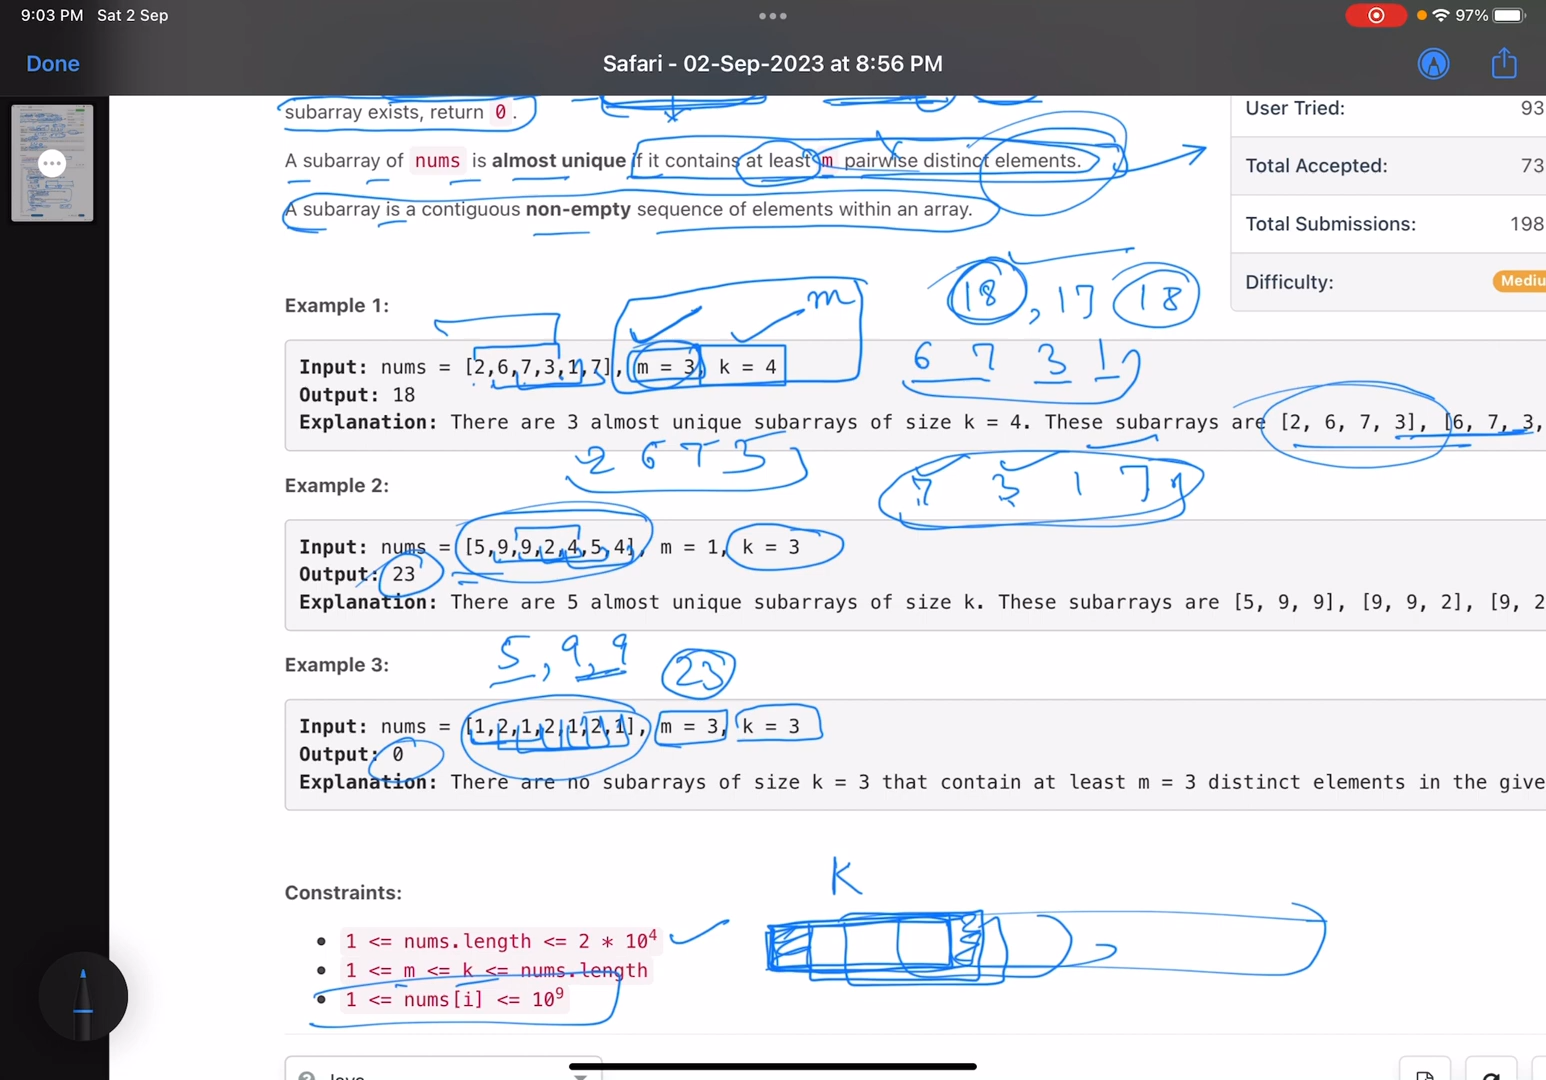 9:03 PM Sat 2 Sep
97%
Done
Safari - 02-Sep-2023 at 8:56 PM
subarray exists, return 0 .
A subarray of nums is almost unique if it contains at least m pairwise distinct elements.
A subarray is a contiguous non-empty sequence of elements within an array.
User Tried: 93
Total Accepted: 73
Total Submissions: 198
Difficulty: Mediu
Example 1:
m
18, 17 18
Input: nums = [2,6,7,3,1,7], m = 3, k = 4
6 7 3 1
Output: 18
Explanation: There are 3 almost unique subarrays of size k = 4. These subarrays are [2, 6, 7, 3], [6, 7, 3,
2 6 7 3
7 3 1 7
Example 2:
Input: nums = [5,9,9,2,4,5,4], m = 1, k = 3
Output: 23
Explanation: There are 5 almost unique subarrays of size k. These subarrays are [5, 9, 9], [9, 9, 2], [9, 2
5, 9, 9 23
Example 3:
Input: nums = [1,2,1,2,1,2,1], m = 3, k = 3
Output: 0
Explanation: There are no subarrays of size k = 3 that contain at least m = 3 distinct elements in the give
K
Constraints:
1 <= nums.length <= 2 * 10⁴
1 <= m <= k <= nums.length
1 <= nums[i] <= 10⁹
Java